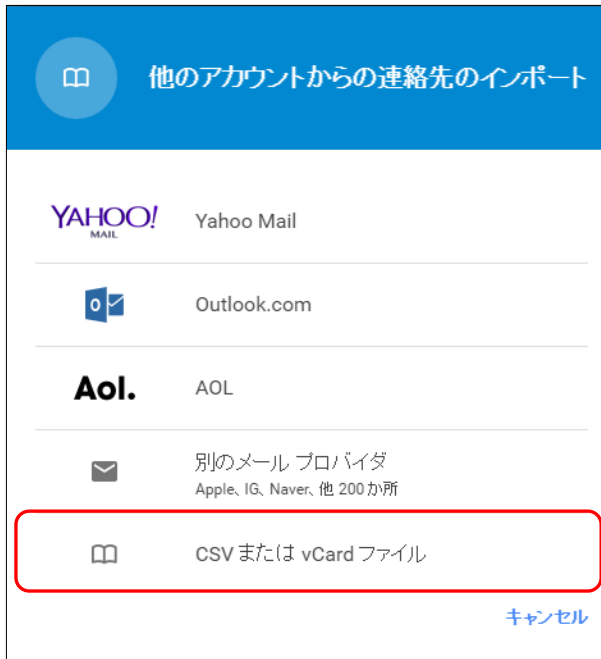 他のアカウントからの連絡先のインポート
YAHOO!
MAIL
Yahoo Mail
Outlook.com
Aol.
AOL
別のメール プロバイダ
Apple、IG、Naver、他 200 か所
CSV または vCard ファイル
キャンセル